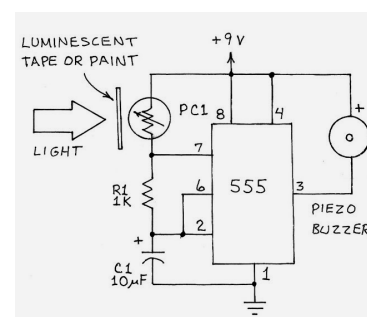 LUMINESCENT
TAPE OR PAINT
+9V
LIGHT
PC1
8
4
+
7
R1
1K
6
555
3
2
PIEZO
BUZZER
+
C1
10µF
1